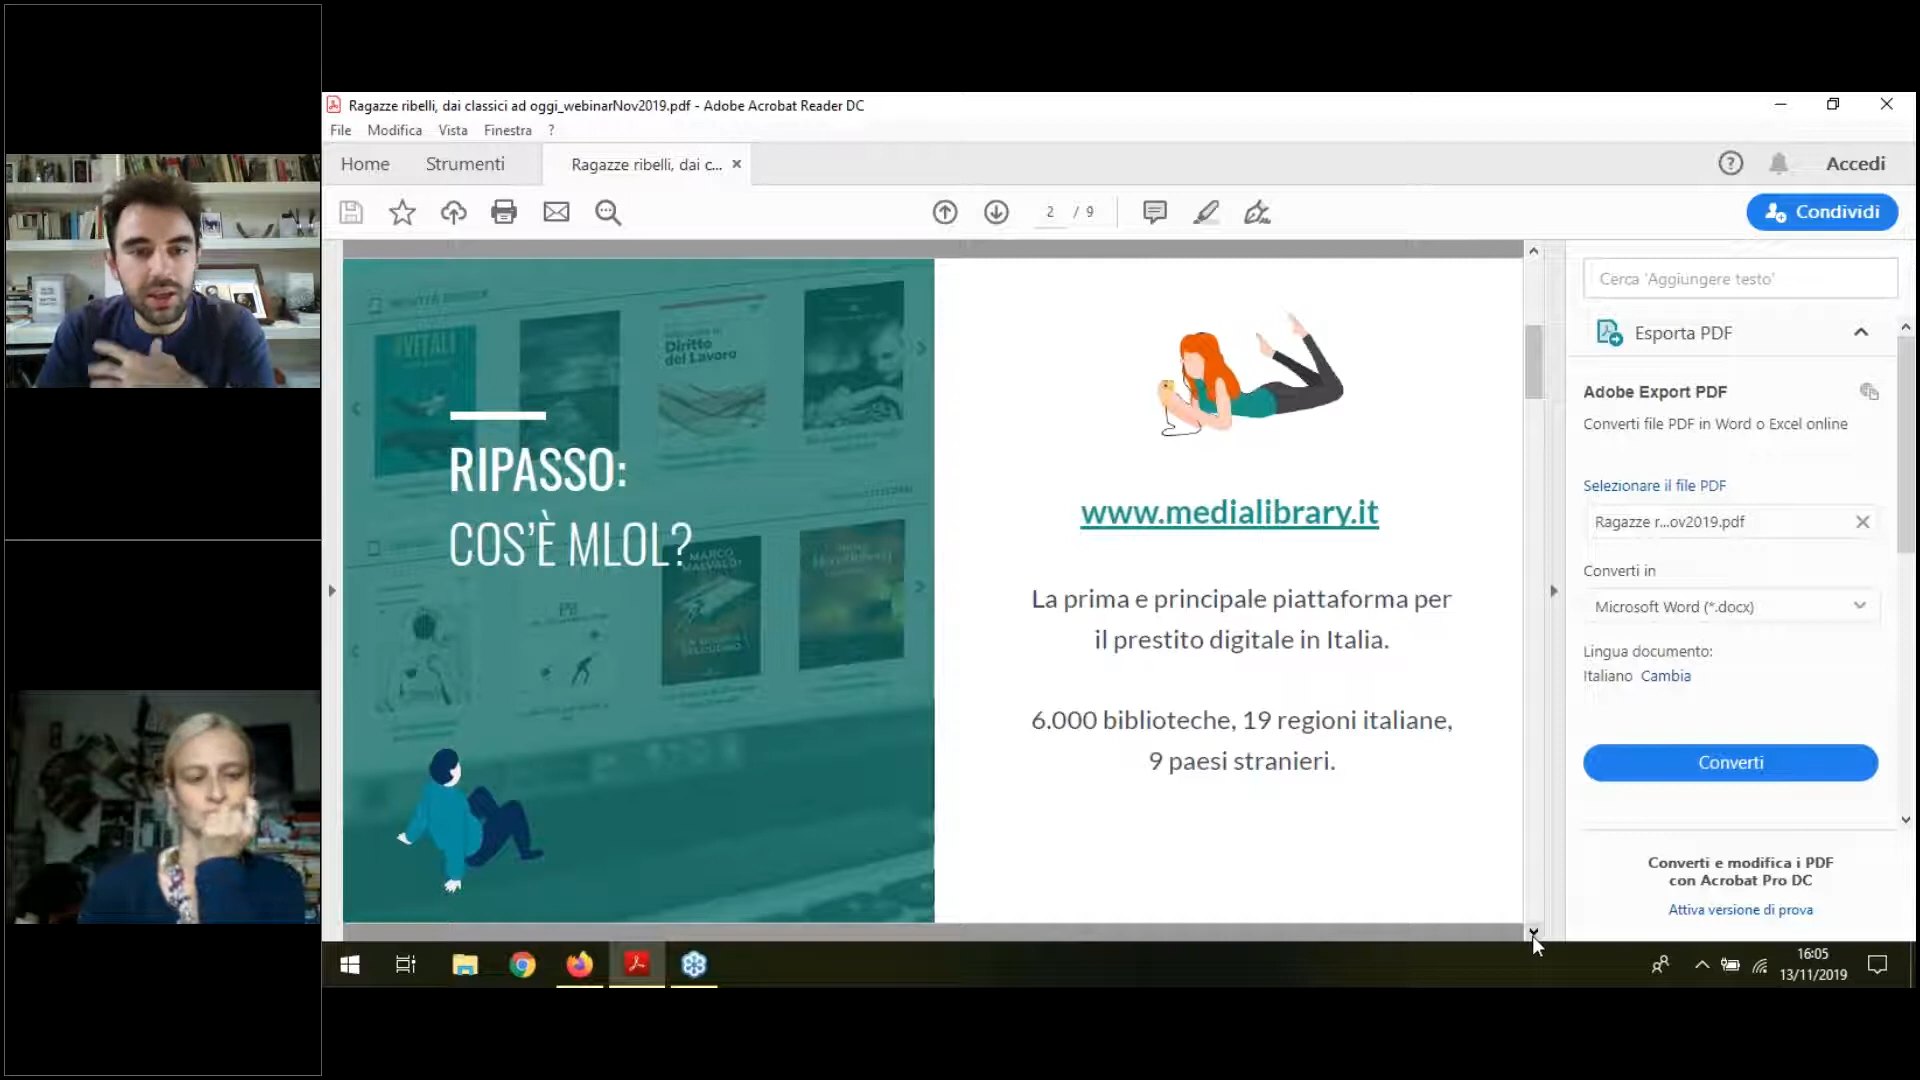 Ragazze ribelli, dai classici ad oggi_webinarNov2019.pdf - Adobe Acrobat Reader DC
File Modifica Vista Finestra ?
Home Strumenti Ragazze ribelli, dai c... Accedi
2 / 9 Condividi
Diritto
del Lavoro
RIPASSO:
COS'È MLOL?
MARCO
MALVALDI
www.medialibrary.it
La prima e principale piattaforma per
il prestito digitale in Italia.
6.000 biblioteche, 19 regioni italiane,
9 paesi stranieri.
Cerca 'Aggiungere testo'
Esporta PDF
Adobe Export PDF
Converti file PDF in Word o Excel online
Selezionare il file PDF
Ragazze r...ov2019.pdf
Converti in
Microsoft Word (*.docx)
Lingua documento:
Italiano Cambia
Converti
Converti e modifica i PDF
con Acrobat Pro DC
Attiva versione di prova
16:05
13/11/2019